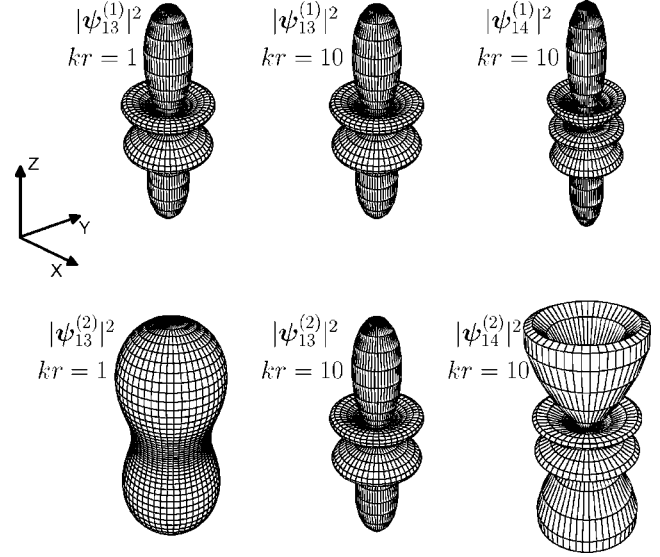 |ψ₁₃⁽¹⁾|²
kr = 1
|ψ₁₃⁽¹⁾|²
kr = 10
|ψ₁₄⁽¹⁾|²
kr = 10
Z
Y
X
|ψ₁₃⁽²⁾|²
kr = 1
|ψ₁₃⁽²⁾|²
kr = 10
|ψ₁₄⁽²⁾|²
kr = 10